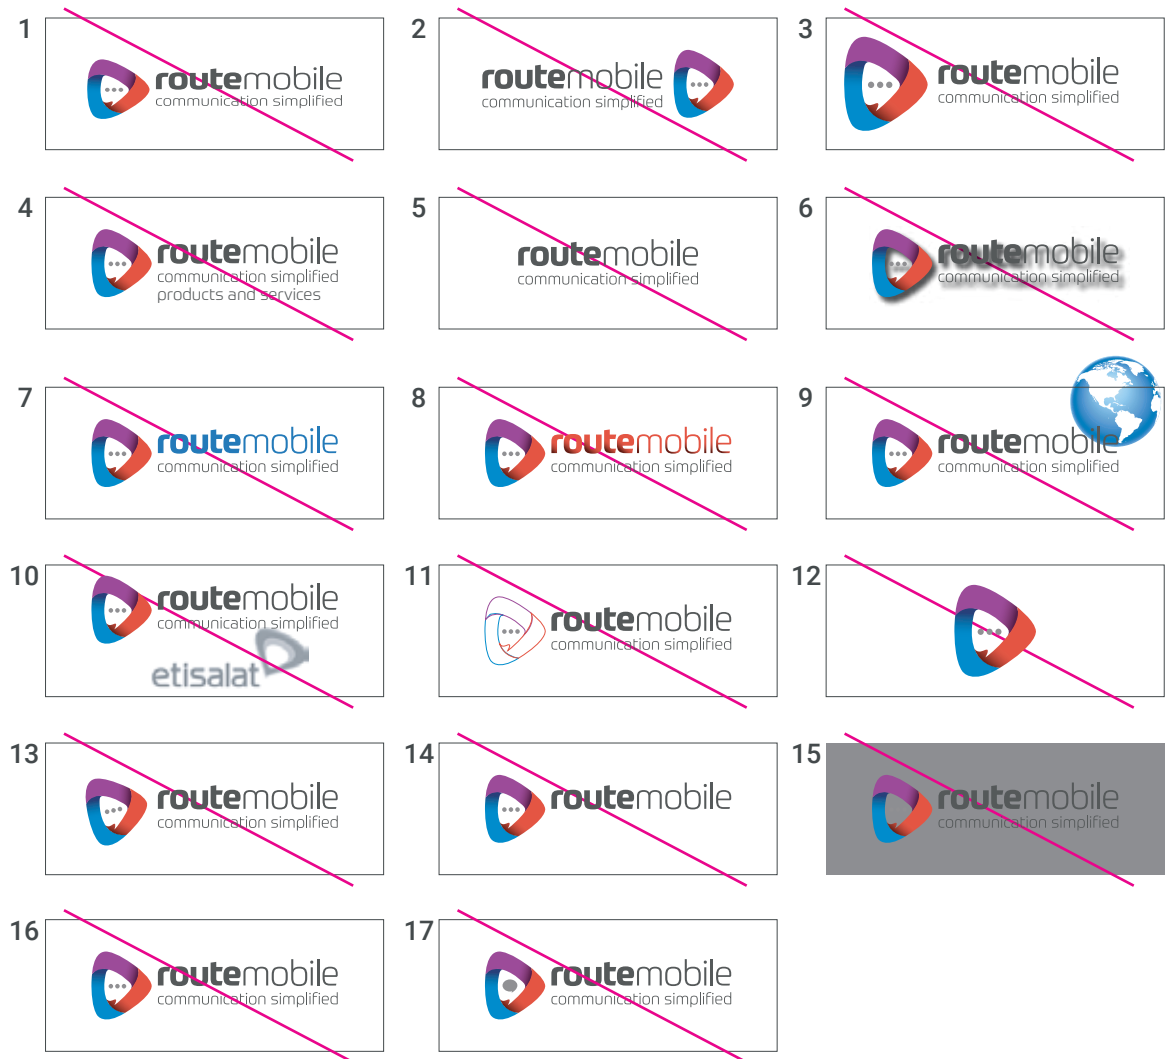 1
routemobile
communication simplified
2
routemobile
communication simplified
3
routemobile
communication simplified
4
routemobile
communication simplified
products and services
5
routemobile
communication simplified
6
routemobile
communication simplified
7
routemobile
communication simplified
8
routemobile
communication simplified
9
routemobile
communication simplified
10
routemobile
communication simplified
etisalat
11
routemobile
communication simplified
12
13
routemobile
communication simplified
14
routemobile
15
routemobile
communication simplified
16
routemobile
communication simplified
17
routemobile
communication simplified